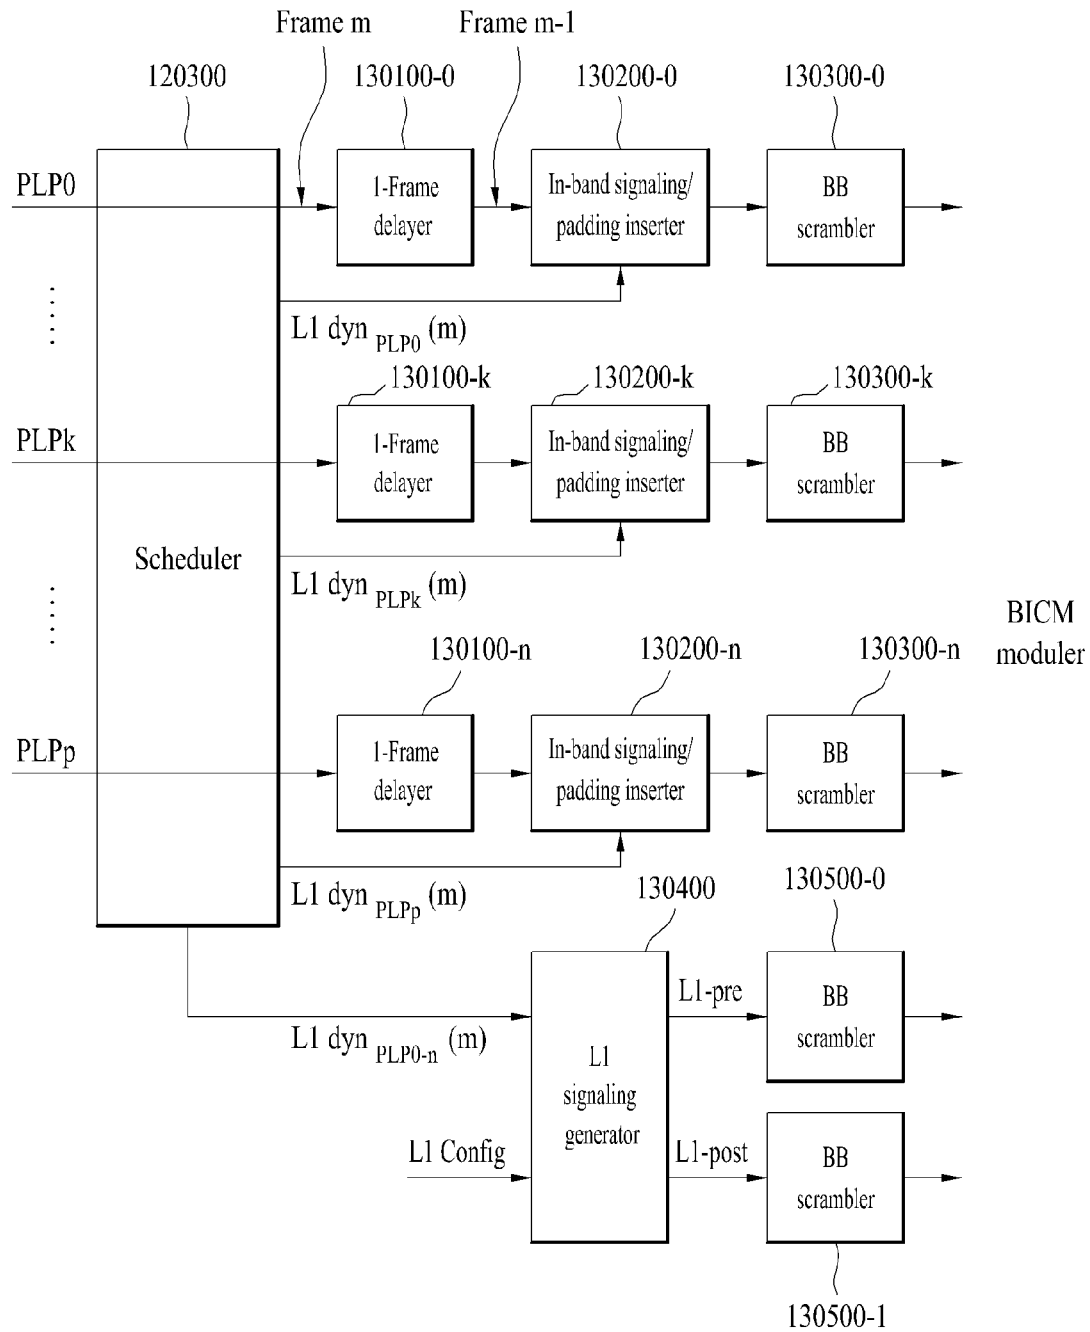 Frame m
Frame m-1
120300
130100-0
130200-0
130300-0
PLP0
1-Frame
delayer
In-band signaling/
padding inserter
BB
scrambler
L1 dyn PLP0 (m)
130100-k
130200-k
130300-k
PLPk
1-Frame
delayer
In-band signaling/
padding inserter
BB
scrambler
Scheduler
L1 dyn PLPk (m)
BICM
moduler
130100-n
130200-n
130300-n
PLPp
1-Frame
delayer
In-band signaling/
padding inserter
BB
scrambler
L1 dyn PLPp (m)
130400
130500-0
L1-pre
BB
scrambler
L1 dyn PLP0-n (m)
L1
signaling
generator
L1 Config
L1-post
BB
scrambler
130500-1